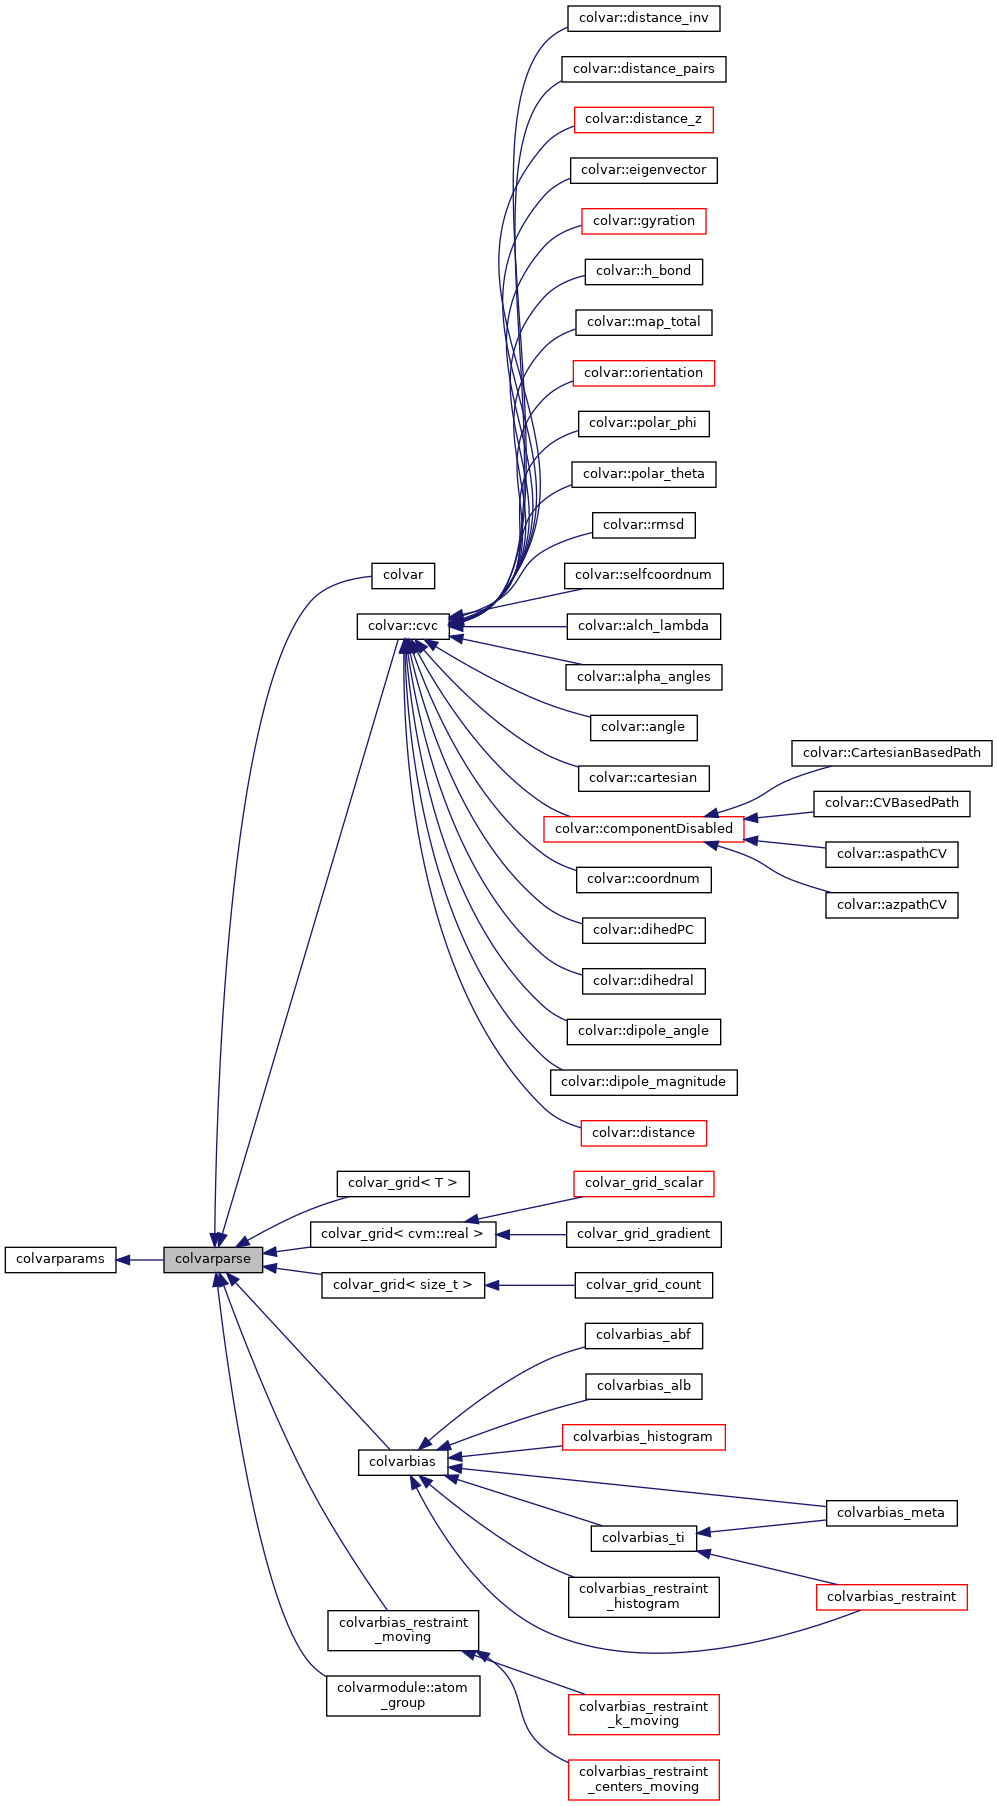 colvar::distance_inv
colvar::distance_pairs
colvar::distance_z
colvar::eigenvector
colvar::gyration
colvar::h_bond
colvar::map_total
colvar::orientation
colvar::polar_phi
colvar::polar_theta
colvar::rmsd
colvar
colvar::selfcoordnum
colvar::cvc
colvar::alch_lambda
colvar::alpha_angles
colvar::angle
colvar::CartesianBasedPath
colvar::cartesian
colvar::CVBasedPath
colvar::componentDisabled
colvar::aspathCV
colvar::coordnum
colvar::azpathCV
colvar::dihedPC
colvar::dihedral
colvar::dipole_angle
colvar::dipole_magnitude
colvar::distance
colvar_grid< T >
colvar_grid_scalar
colvar_grid< cvm::real >
colvar_grid_gradient
colvarparams
colvarparse
colvar_grid< size_t >
colvar_grid_count
colvarbias_abf
colvarbias_alb
colvarbias_histogram
colvarbias
colvarbias_meta
colvarbias_ti
colvarbias_restraint
_histogram
colvarbias_restraint
colvarbias_restraint
_moving
colvarmodule::atom
_group
colvarbias_restraint
_k_moving
colvarbias_restraint
_centers_moving